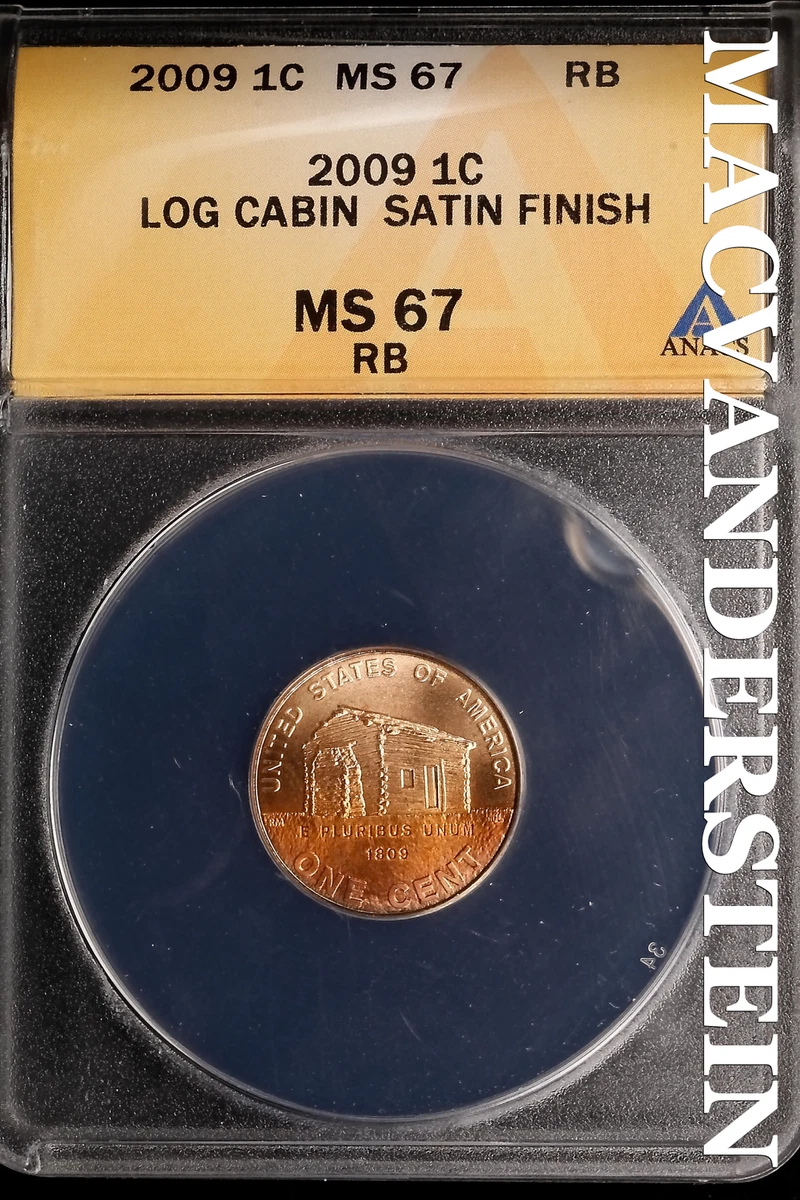 2009 1C MS 67 RB
2009 1C
LOG CABIN SATIN FINISH
MS 67
RB
ANACS
MACVANDERSTEIN
UNITED STATES OF AMERICA
E PLURIBUS UNUM
1809
ONE CENT